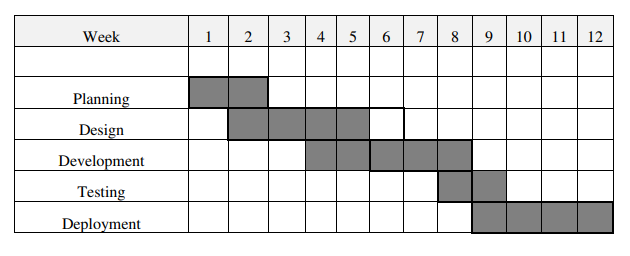 Week 1 2 3 4 5 6 7 8 9 10 11 12
Planning
Design
Development
Testing
Deployment